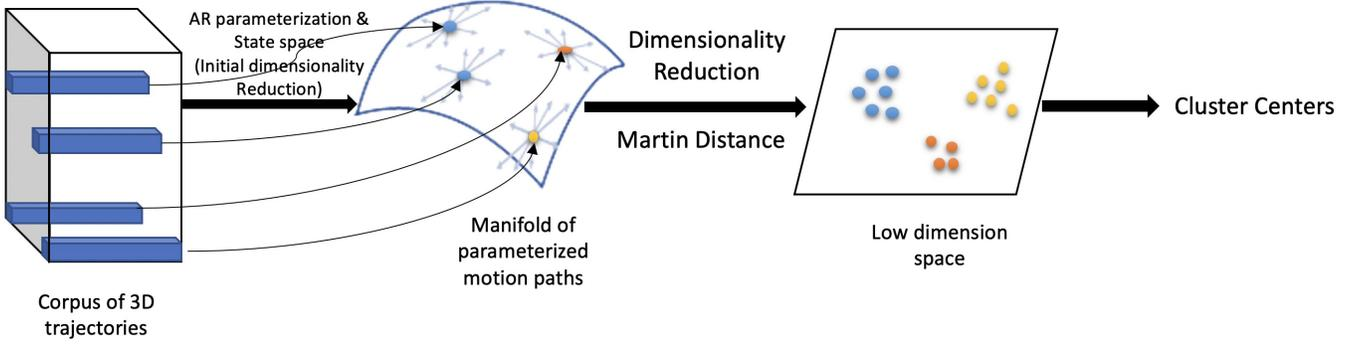 AR parameterization &
State space
(Initial dimensionality
Reduction)
Corpus of 3D
trajectories
Manifold of
parameterized
motion paths
Dimensionality
Reduction
Martin Distance
Low dimension
space
Cluster Centers